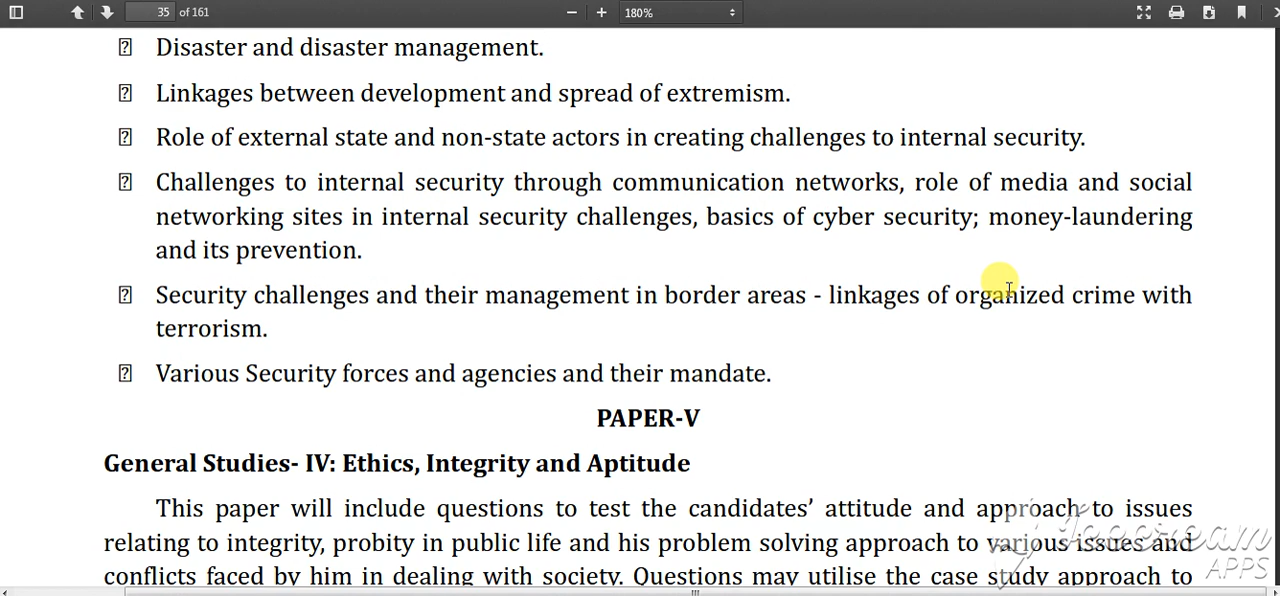 35 of 161 180%
Disaster and disaster management.
Linkages between development and spread of extremism.
Role of external state and non-state actors in creating challenges to internal security.
Challenges to internal security through communication networks, role of media and social
networking sites in internal security challenges, basics of cyber security; money-laundering
and its prevention.
Security challenges and their management in border areas - linkages of organized crime with
terrorism.
Various Security forces and agencies and their mandate.
PAPER-V
General Studies- IV: Ethics, Integrity and Aptitude
This paper will include questions to test the candidates’ attitude and approach to issues
relating to integrity, probity in public life and his problem solving approach to various issues and
conflicts faced by him in dealing with society. Questions may utilise the case study approach to
Icecream
APPS